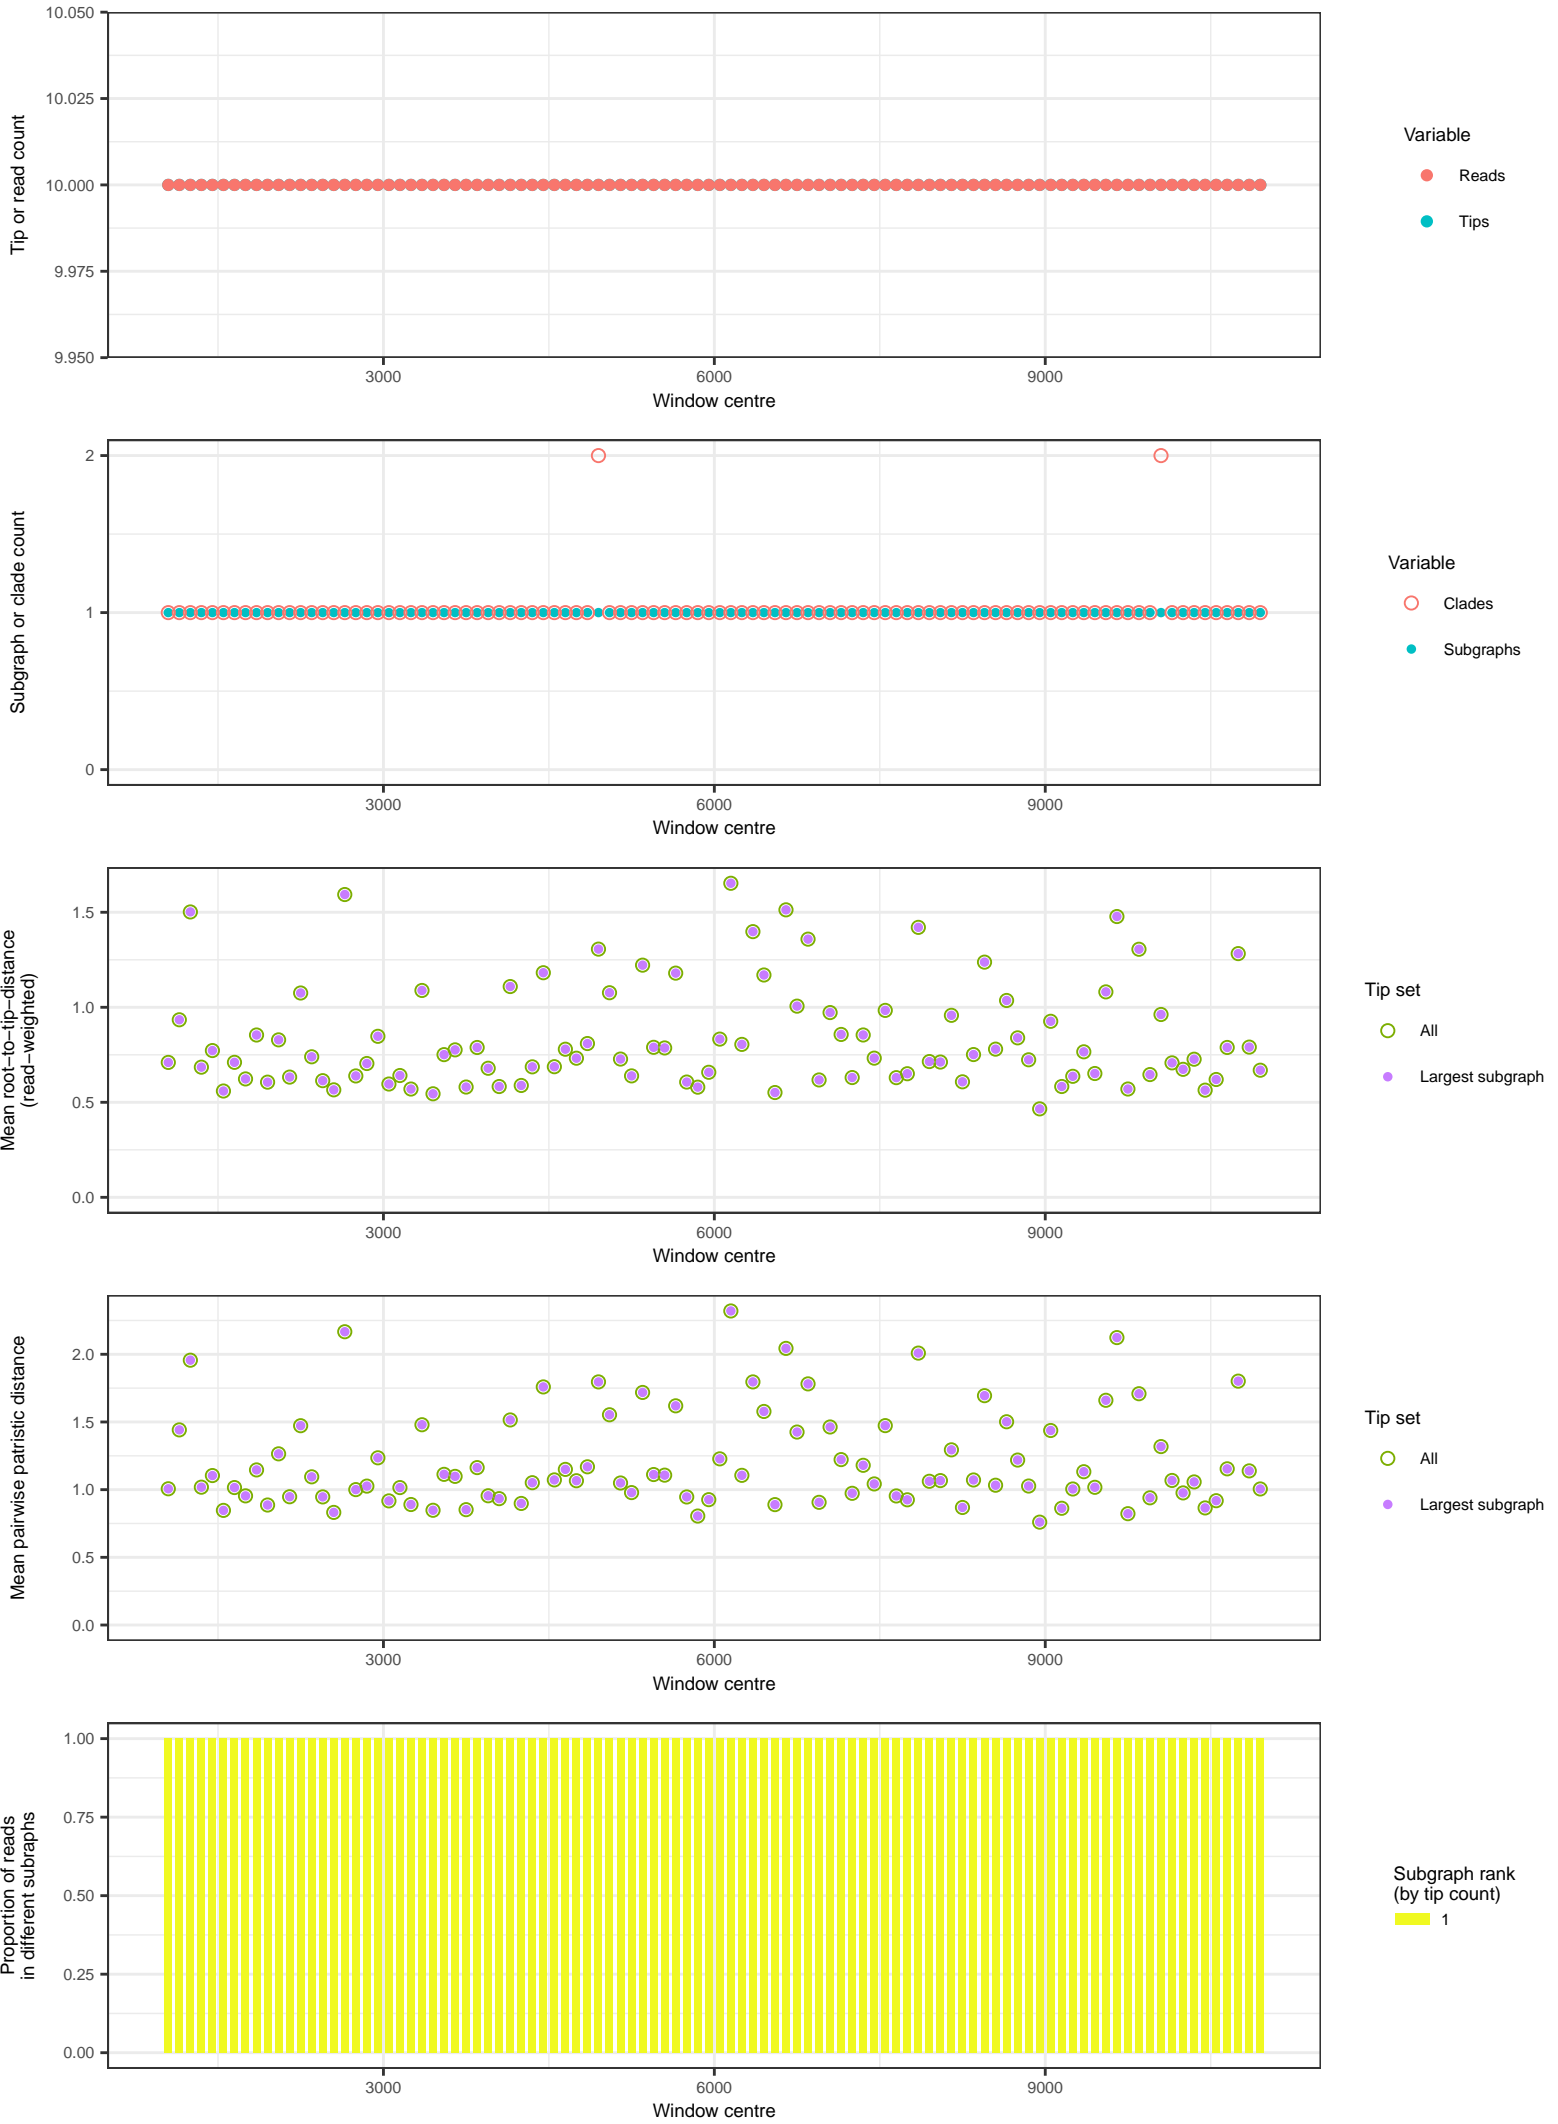 10.050
10.025
10.000
9.975
9.950
Tip or read count
3000 6000 9000
Window centre
Variable
Reads
Tips
2
1
0
Subgraph or clade count
3000 6000 9000
Window centre
Variable
Clades
Subgraphs
1.5
1.0
0.5
0.0
Mean root−to−tip−distance
(read−weighted)
3000 6000 9000
Window centre
Tip set
All
Largest subgraph
2.0
1.5
1.0
0.5
0.0
Mean pairwise patristic distance
3000 6000 9000
Window centre
Tip set
All
Largest subgraph
1.00
0.75
0.50
0.25
0.00
Proportion of reads
in different subraphs
3000 6000 9000
Window centre
Subgraph rank
(by tip count)
1